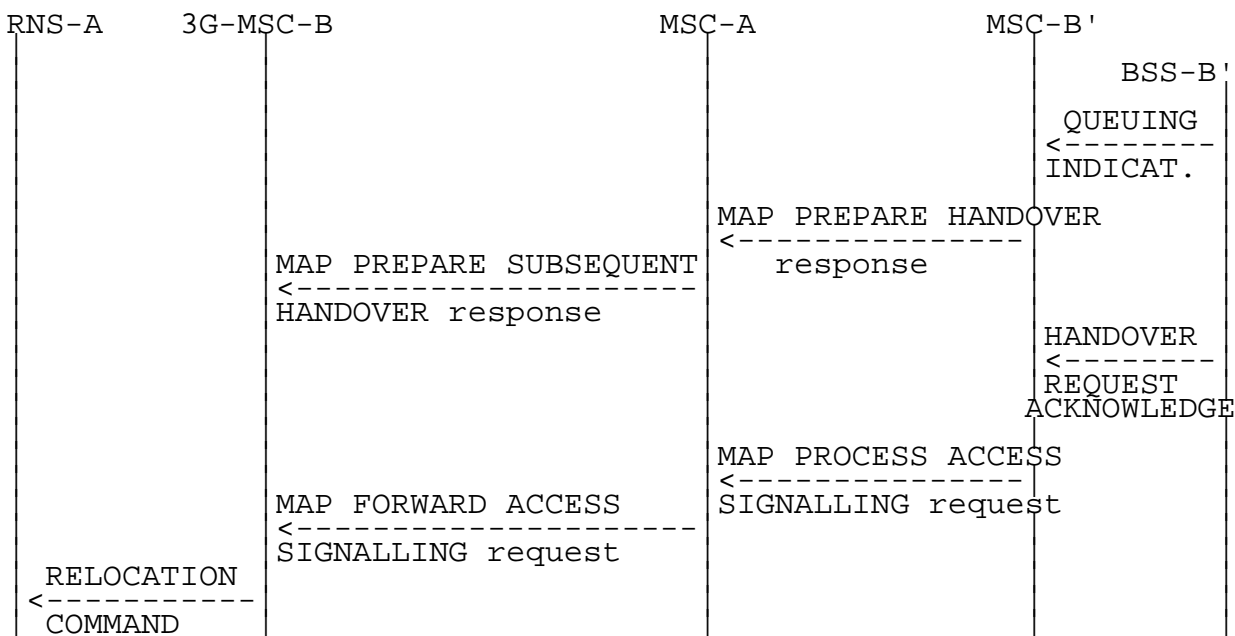 RNS-A 3G-MSC-B MSC-A MSC-B'
BSS-B'
QUEUING
INDICAT.
MAP PREPARE HANDOVER
response
MAP PREPARE SUBSEQUENT
HANDOVER response
HANDOVER
REQUEST
ACKNOWLEDGE
MAP PROCESS ACCESS
SIGNALLING request
MAP FORWARD ACCESS
SIGNALLING request
RELOCATION
COMMAND